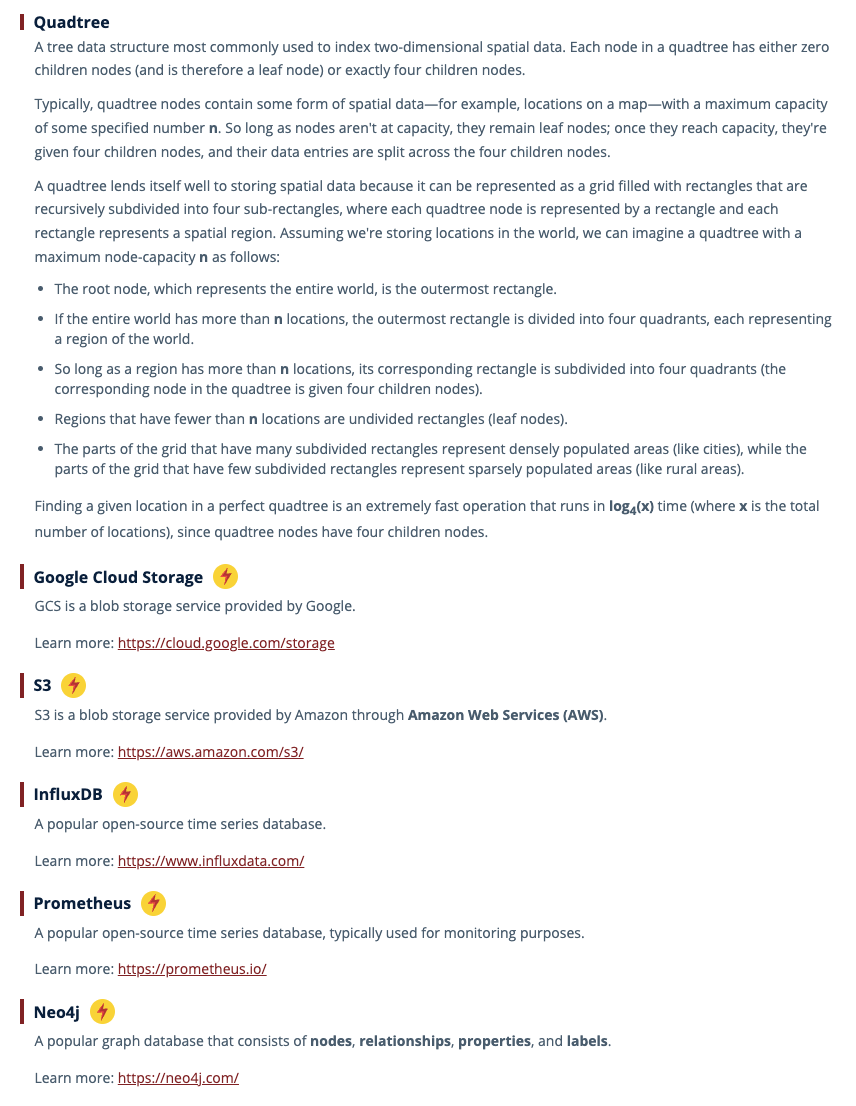 Quadtree
A tree data structure most commonly used to index two-dimensional spatial data. Each node in a quadtree has either zero
children nodes (and is therefore a leaf node) or exactly four children nodes.
Typically, quadtree nodes contain some form of spatial data—for example, locations on a map—with a maximum capacity
of some specified number n. So long as nodes aren't at capacity, they remain leaf nodes; once they reach capacity, they're
given four children nodes, and their data entries are split across the four children nodes.
A quadtree lends itself well to storing spatial data because it can be represented as a grid filled with rectangles that are
recursively subdivided into four sub-rectangles, where each quadtree node is represented by a rectangle and each
rectangle represents a spatial region. Assuming we're storing locations in the world, we can imagine a quadtree with a
maximum node-capacity n as follows:
• The root node, which represents the entire world, is the outermost rectangle.
• If the entire world has more than n locations, the outermost rectangle is divided into four quadrants, each representing
a region of the world.
• So long as a region has more than n locations, its corresponding rectangle is subdivided into four quadrants (the
corresponding node in the quadtree is given four children nodes).
• Regions that have fewer than n locations are undivided rectangles (leaf nodes).
• The parts of the grid that have many subdivided rectangles represent densely populated areas (like cities), while the
parts of the grid that have few subdivided rectangles represent sparsely populated areas (like rural areas).
Finding a given location in a perfect quadtree is an extremely fast operation that runs in log₄(x) time (where x is the total
number of locations), since quadtree nodes have four children nodes.
Google Cloud Storage
GCS is a blob storage service provided by Google.
Learn more: https://cloud.google.com/storage
S3
S3 is a blob storage service provided by Amazon through Amazon Web Services (AWS).
Learn more: https://aws.amazon.com/s3/
InfluxDB
A popular open-source time series database.
Learn more: https://www.influxdata.com/
Prometheus
A popular open-source time series database, typically used for monitoring purposes.
Learn more: https://prometheus.io/
Neo4j
A popular graph database that consists of nodes, relationships, properties, and labels.
Learn more: https://neo4j.com/